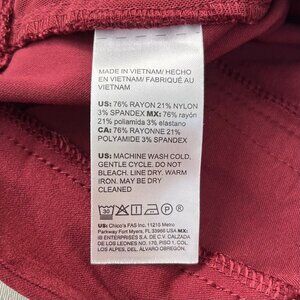 MADE IN VIETNAM/ HECHO
EN VIETNAM/ FABRIQUÉ AU
VIETNAM
US: 76% RAYON 21% NYLON
3% SPANDEX MX: 76% rayón
21% poliamida 3% elastano
CA: 76% RAYONNE 21%
POLYAMIDE 3% SPANDEX
US: MACHINE WASH COLD,
GENTLE CYCLE. DO NOT
BLEACH. LINE DRY. WARM
IRON. MAY BE DRY
CLEANED
30 P
US: Chico's FAS Inc. 11215 Metro
Parkway Fort Myers, FL 33966 USA MX:
@ ENTERPRISES S.A. DE C.V. CALZADA
DE LOS LEONES NO. 170, PISO 1. COL.
LOS ALPES, DEL. ÁLVARO OBREGÓN,